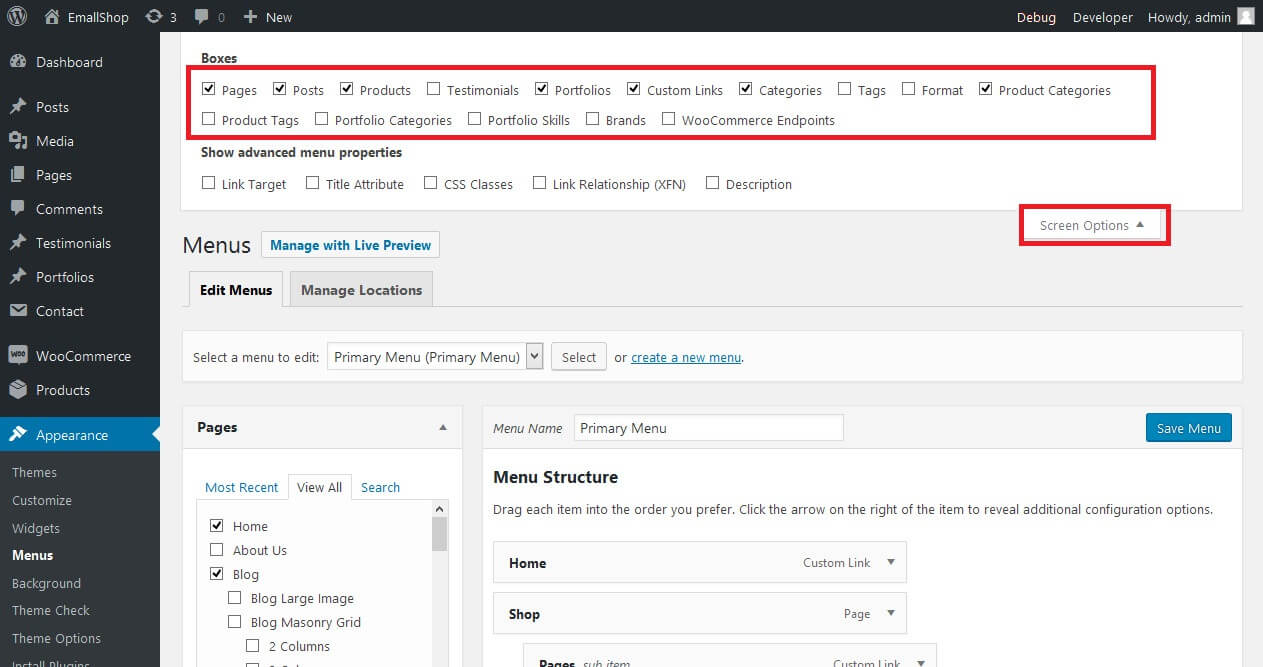 EmallShop 3 0 New Debug Developer Howdy, admin
Dashboard
Posts
Media
Pages
Comments
Testimonials
Portfolios
Contact
WooCommerce
Products
Appearance
Themes
Customize
Widgets
Menus
Background
Theme Check
Theme Options
Install Plugins
Boxes
Pages Posts Products Testimonials Portfolios Custom Links Categories Tags Format Product Categories
Product Tags Portfolio Categories Portfolio Skills Brands WooCommerce Endpoints
Show advanced menu properties
Link Target Title Attribute CSS Classes Link Relationship (XFN) Description
Screen Options
Menus Manage with Live Preview
Edit Menus Manage Locations
Select a menu to edit: Primary Menu (Primary Menu) Select or create a new menu.
Pages
Most Recent View All Search
Home
About Us
Blog
Blog Large Image
Blog Masonry Grid
2 Columns
Menu Name Primary Menu Save Menu
Menu Structure
Drag each item into the order you prefer. Click the arrow on the right of the item to reveal additional configuration options.
Home Custom Link
Shop Page
Pages sub item Custom Link